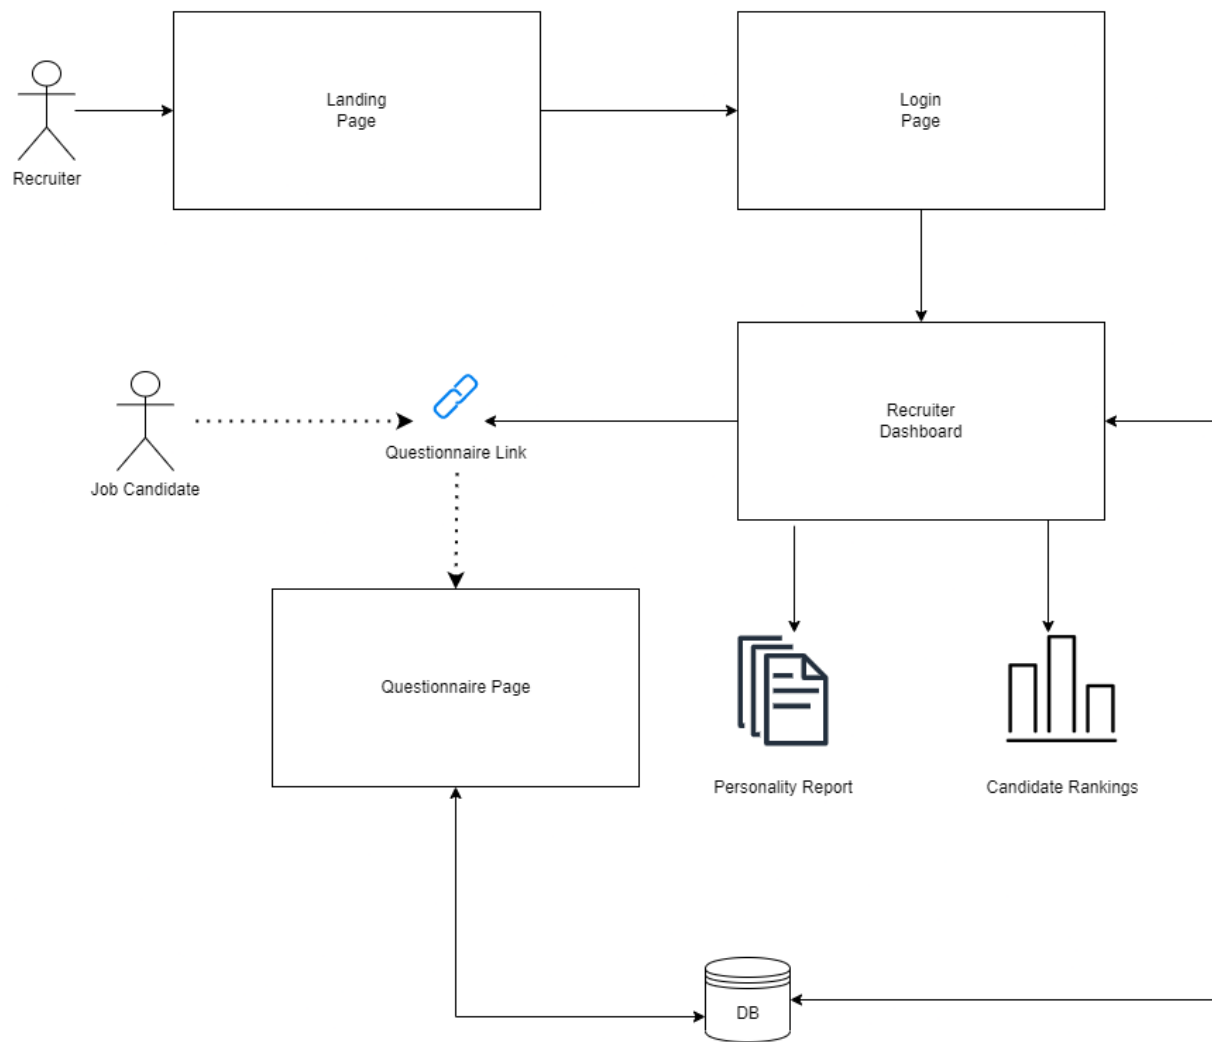 Landing
Page
Login
Page
Recruiter
Recruiter
Dashboard
Questionnaire Link
Job Candidate
Questionnaire Page
Personality Report
Candidate Rankings
DB